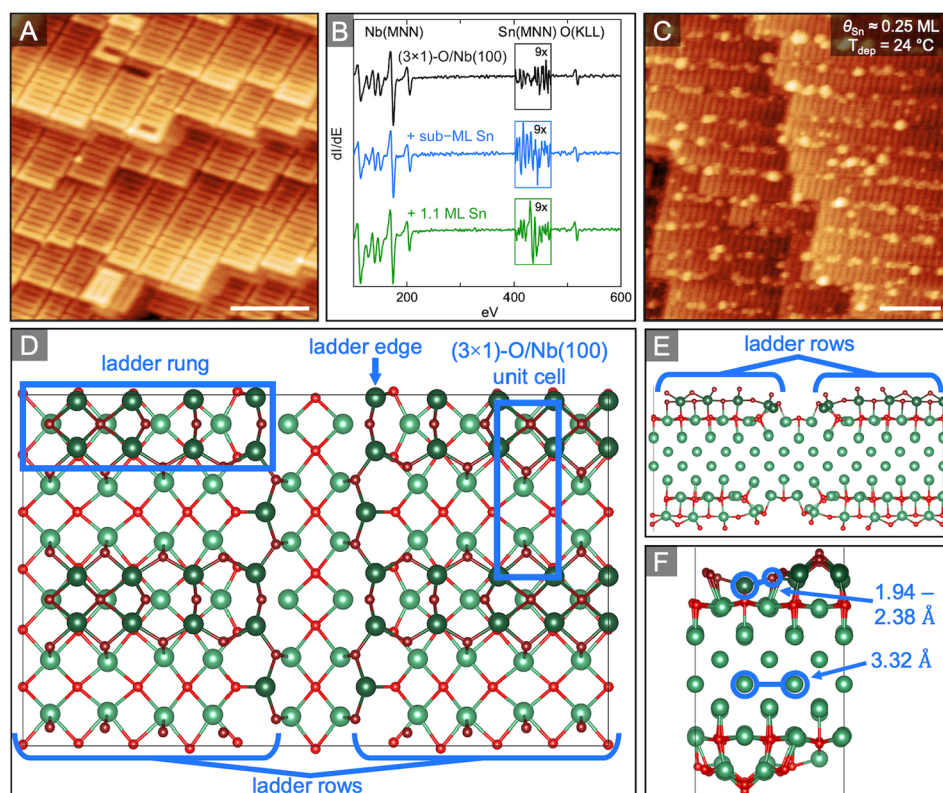 A
B
Nb(MNN)
Sn(MNN) O(KLL)
(3×1)-O/Nb(100)
9x
+ sub−ML Sn
9x
+ 1.1 ML Sn
9x
dI/dE
200
400
600
eV
C
θSn ≈ 0.25 ML
Tdep = 24 °C
D
ladder rung
ladder edge
(3×1)-O/Nb(100)
unit cell
ladder rows
E
ladder rows
F
1.94 –
2.38 Å
3.32 Å